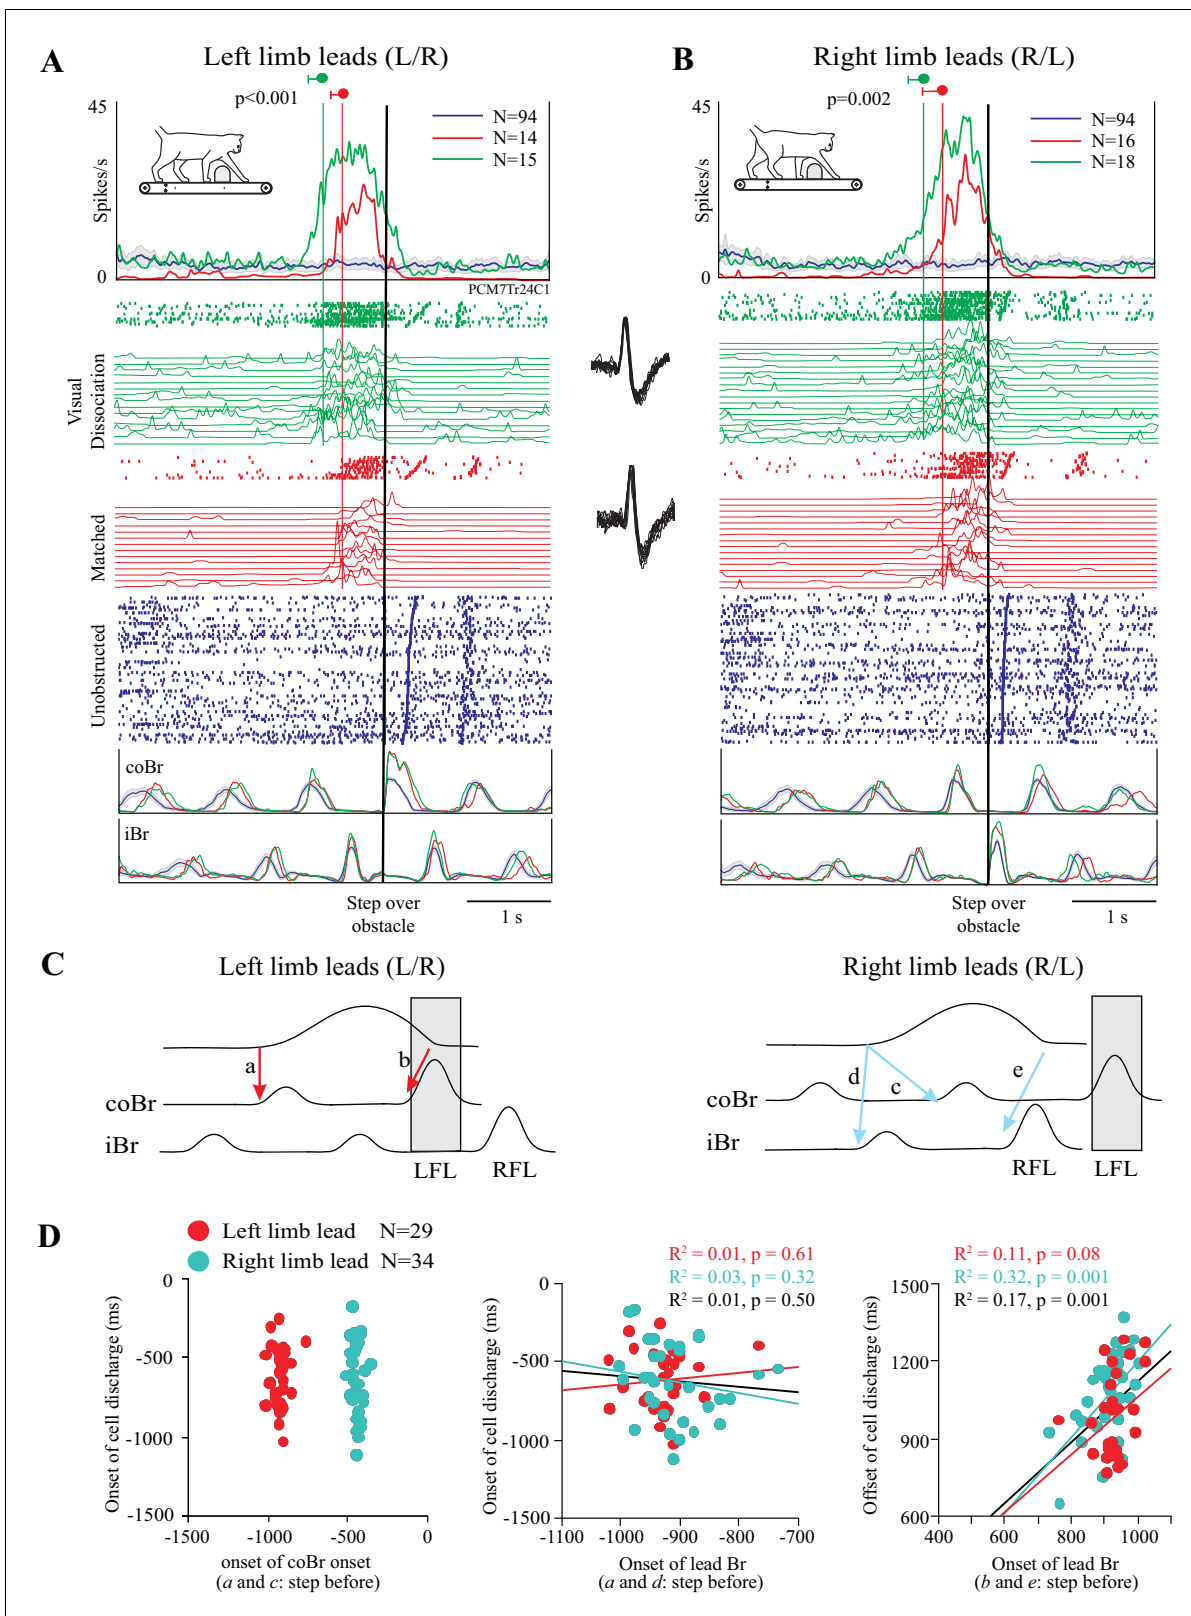 A
Left limb leads (L/R)
p<0.001
45
Spikes/s
0
N=94
N=14
N=15
PCM7Tr24C1
Visual
Dissociation
Matched
Unobstructed
coBr
iBr
Step over
obstacle
1 s
B
Right limb leads (R/L)
p=0.002
45
Spikes/s
0
N=94
N=16
N=18
Step over
obstacle
1 s
C
Left limb leads (L/R)
a
b
coBr
iBr
LFL
RFL
Right limb leads (R/L)
d
c
e
coBr
iBr
RFL
LFL
D
Left limb lead N=29
Right limb lead N=34
Onset of cell discharge (ms)
0
-500
-1000
-1500
-1500
-1000
-500
0
onset of coBr onset
(a and c: step before)
R² = 0.01, p = 0.61
R² = 0.03, p = 0.32
R² = 0.01, p = 0.50
Onset of cell discharge (ms)
0
-500
-1000
-1500
-1100
-1000
-900
-800
-700
Onset of lead Br
(a and d: step before)
R² = 0.11, p = 0.08
R² = 0.32, p = 0.001
R² = 0.17, p = 0.001
Offset of cell discharge (ms)
1500
1200
900
600
400
600
800
1000
Onset of lead Br
(b and e: step before)